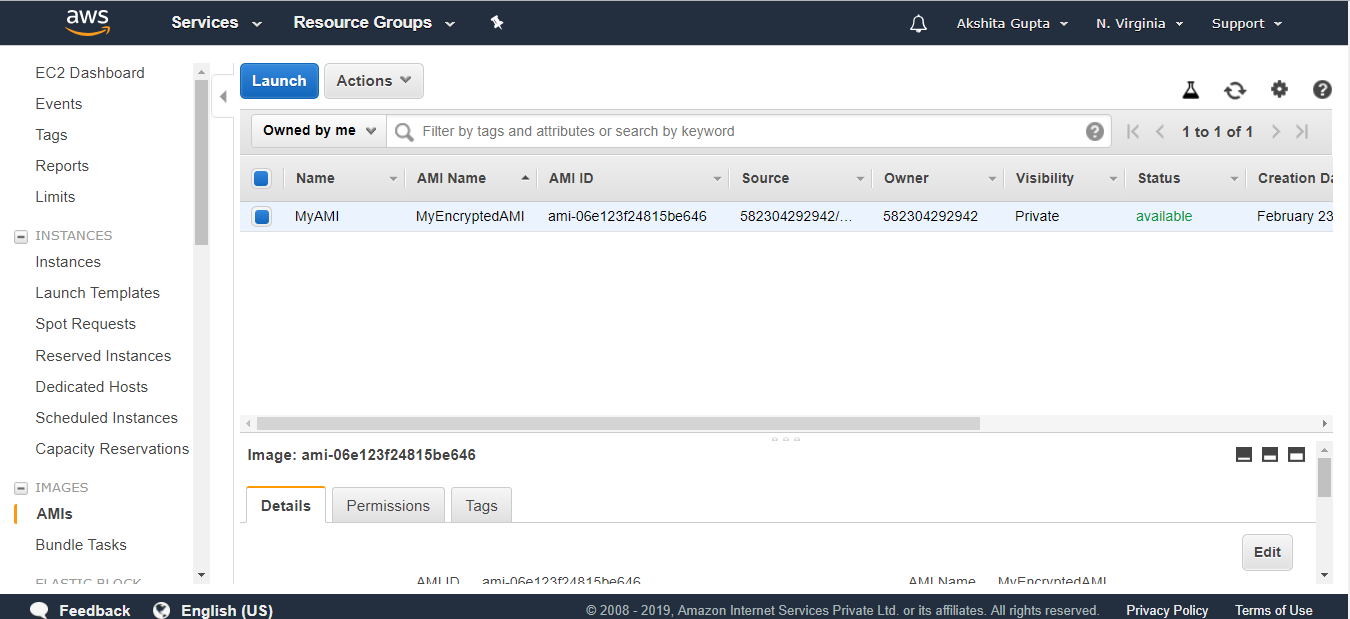 aws Services Resource Groups Akshita Gupta N. Virginia Support
EC2 Dashboard
Events
Tags
Reports
Limits
INSTANCES
Instances
Launch Templates
Spot Requests
Reserved Instances
Dedicated Hosts
Scheduled Instances
Capacity Reservations
IMAGES
AMIs
Bundle Tasks
ELASTIC BLOCK
Launch Actions
Owned by me Filter by tags and attributes or search by keyword ? 1 to 1 of 1
Name AMI Name AMI ID Source Owner Visibility Status Creation Da
MyAMI MyEncryptedAMI ami-06e123f24815be646 582304292942/... 582304292942 Private available February 23
Image: ami-06e123f24815be646
Details Permissions Tags
Edit
AMI ID ami-06e123f24815be646 AMI Name MyEncryptedAMI
Feedback English (US) © 2008 - 2019, Amazon Internet Services Private Ltd. or its affiliates. All rights reserved. Privacy Policy Terms of Use